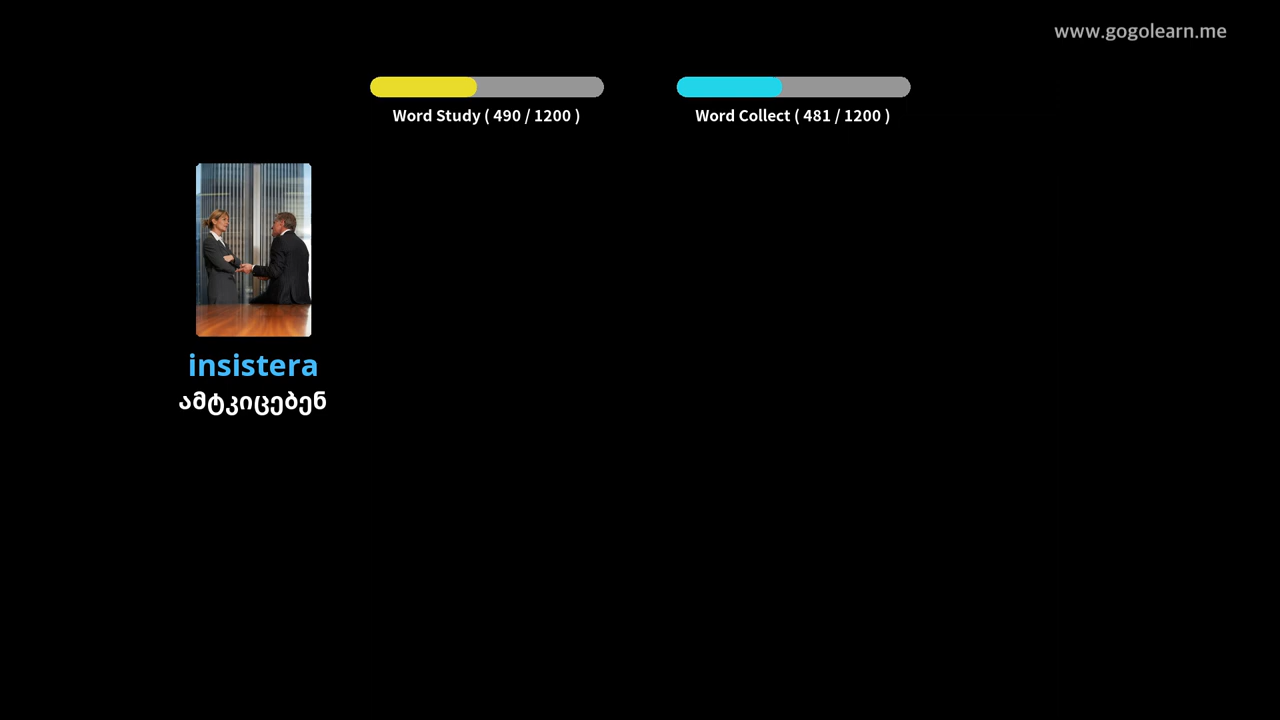 www.gogolearn.me
Word Study ( 490 / 1200 )
Word Collect ( 481 / 1200 )
insistera
ამტკიცებენ